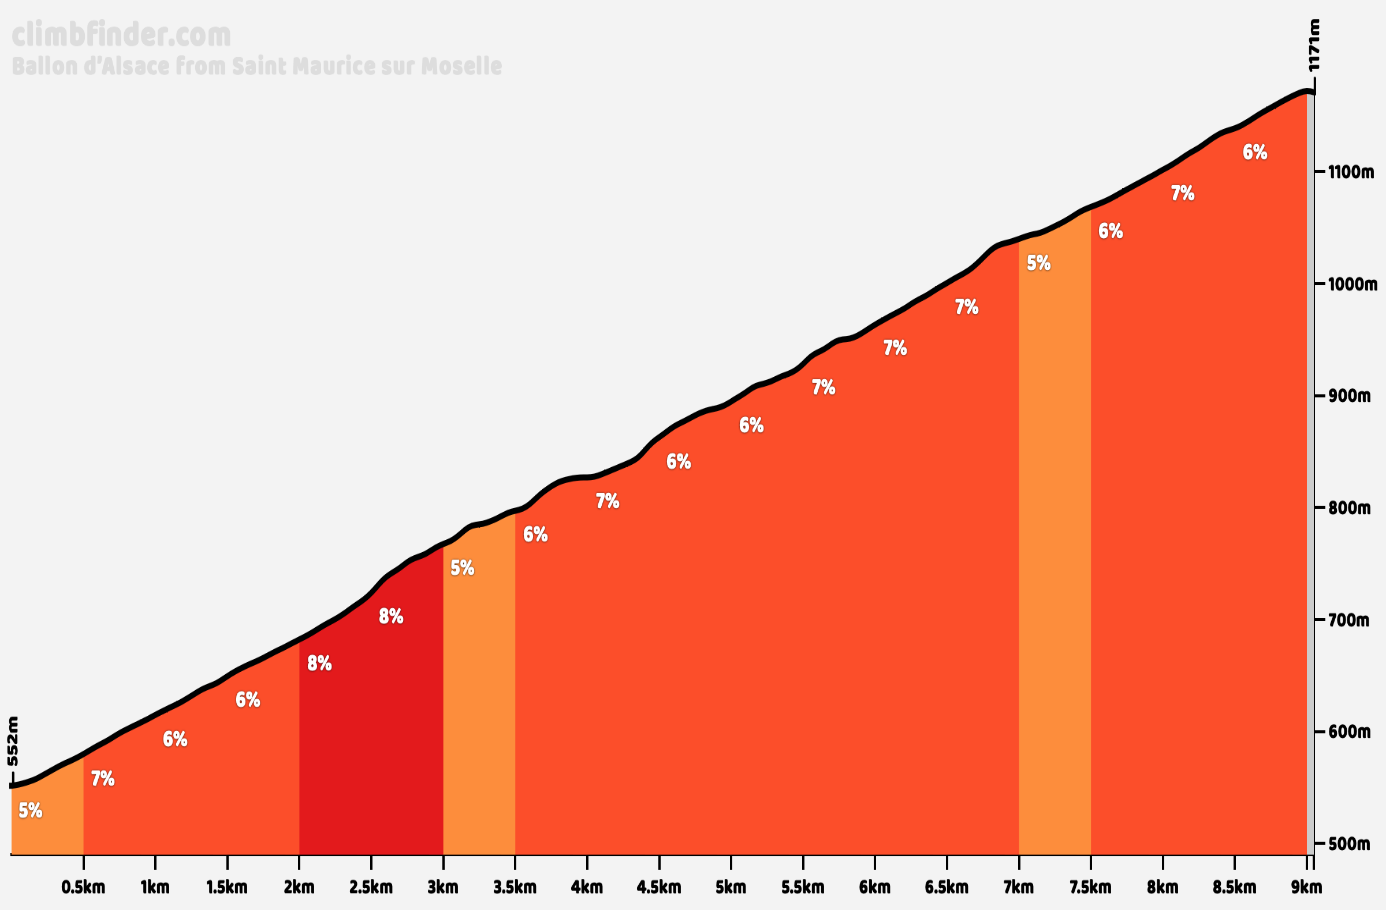 climbfinder.com
Ballon d'Alsace from Saint Maurice sur Moselle
1171m
1100m
1000m
900m
800m
700m
600m
500m
552m
5%
7%
6%
6%
8%
8%
5%
6%
7%
6%
6%
7%
7%
7%
5%
6%
7%
6%
0.5km
1km
1.5km
2km
2.5km
3km
3.5km
4km
4.5km
5km
5.5km
6km
6.5km
7km
7.5km
8km
8.5km
9km